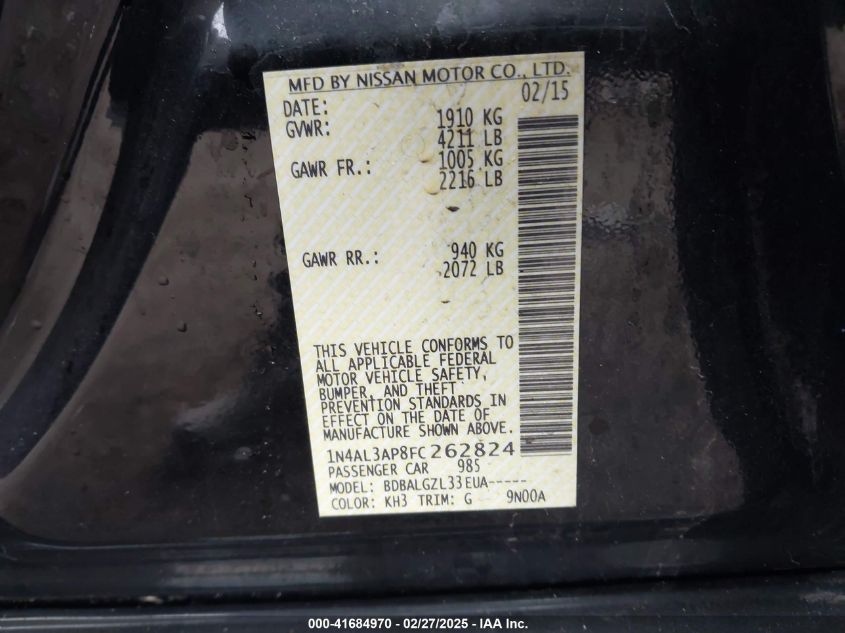 MFD BY NISSAN MOTOR CO., LTD.
DATE: 02/15
GVWR: 1910 KG
4211 LB
GAWR FR.: 1005 KG
2216 LB
GAWR RR.: 940 KG
2072 LB
THIS VEHICLE CONFORMS TO
ALL APPLICABLE FEDERAL
MOTOR VEHICLE SAFETY,
BUMPER, AND THEFT
PREVENTION STANDARDS IN
EFFECT ON THE DATE OF
MANUFACTURE SHOWN ABOVE.
1N4AL3AP8FC262824
PASSENGER CAR 985
MODEL: BDBALGZL33EUA-----
COLOR: KH3 TRIM: G 9N00A
000-41684970 - 02/27/2025 - IAA Inc.